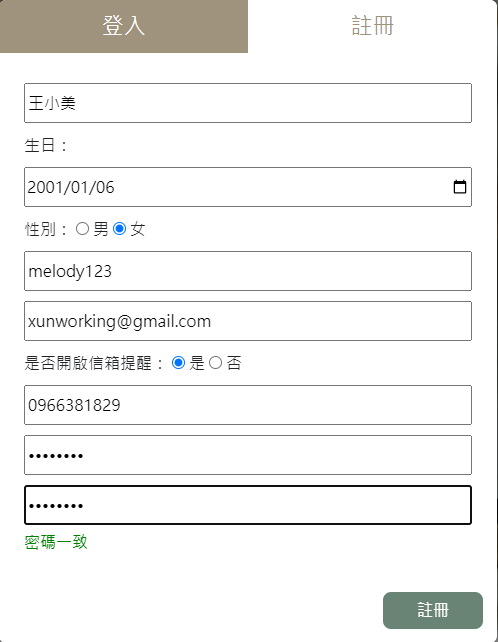 登入 註冊
王小美
生日：
2001/01/06
性別： 男 女
melody123
xunworking@gmail.com
是否開啟信箱提醒： 是 否
0966381829
••••••••
••••••••
密碼一致
註冊